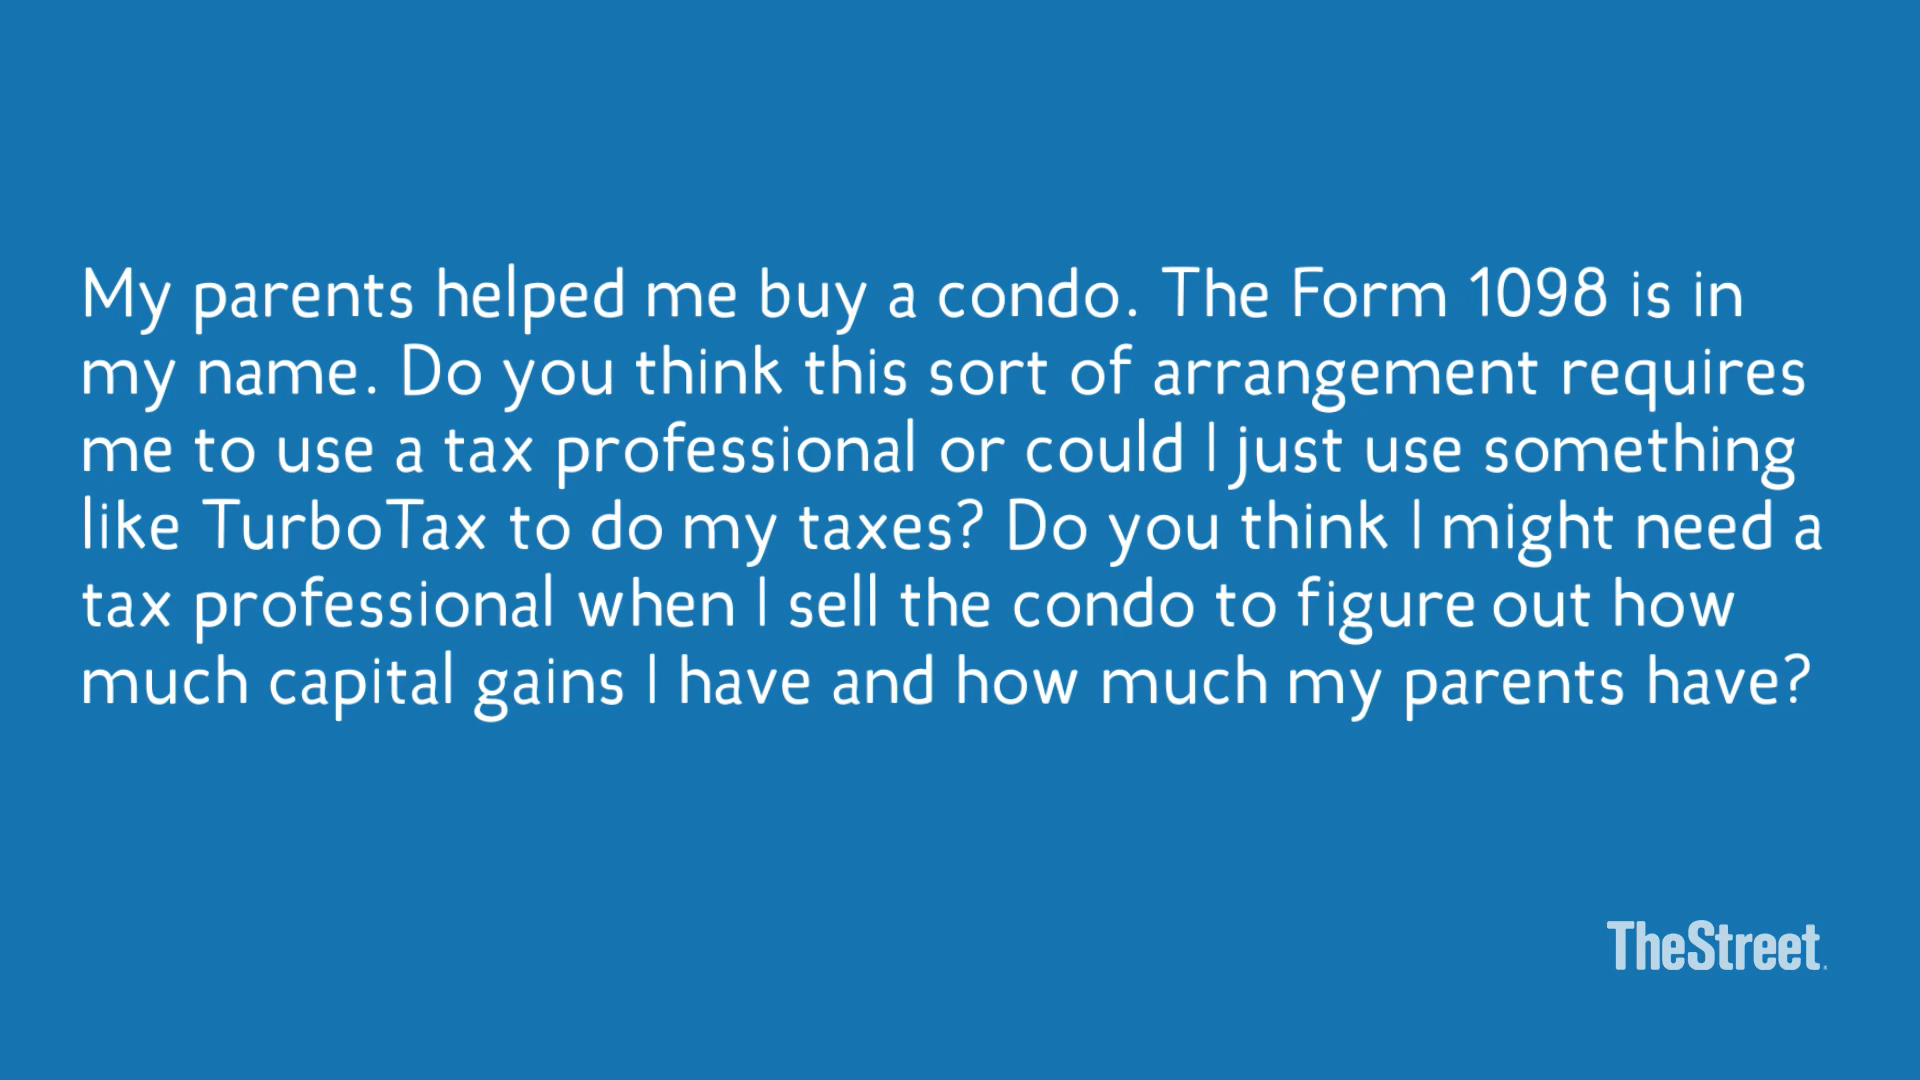 My parents helped me buy a condo. The Form 1098 is in
my name. Do you think this sort of arrangement requires
me to use a tax professional or could I just use something
like TurboTax to do my taxes? Do you think I might need a
tax professional when I sell the condo to figure out how
much capital gains I have and how much my parents have?
TheStreet